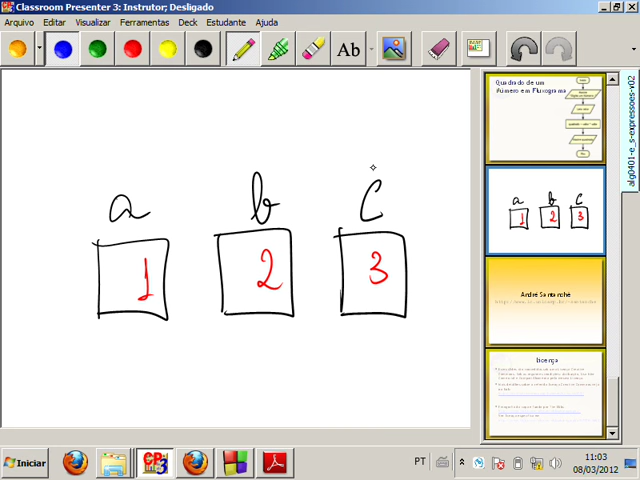 Classroom Presenter 3: Instrutor; Desligado
Arquivo Editar Visualizar Ferramentas Deck Estudante Ajuda
Ab
a b c
1 2 3
Quadrado de um
Número em Fluxograma
a b c
1 2 3
André Santanchè
Licença
alg0401-e_s-expressoes-v02
Iniciar
PT
11:03
08/03/2012